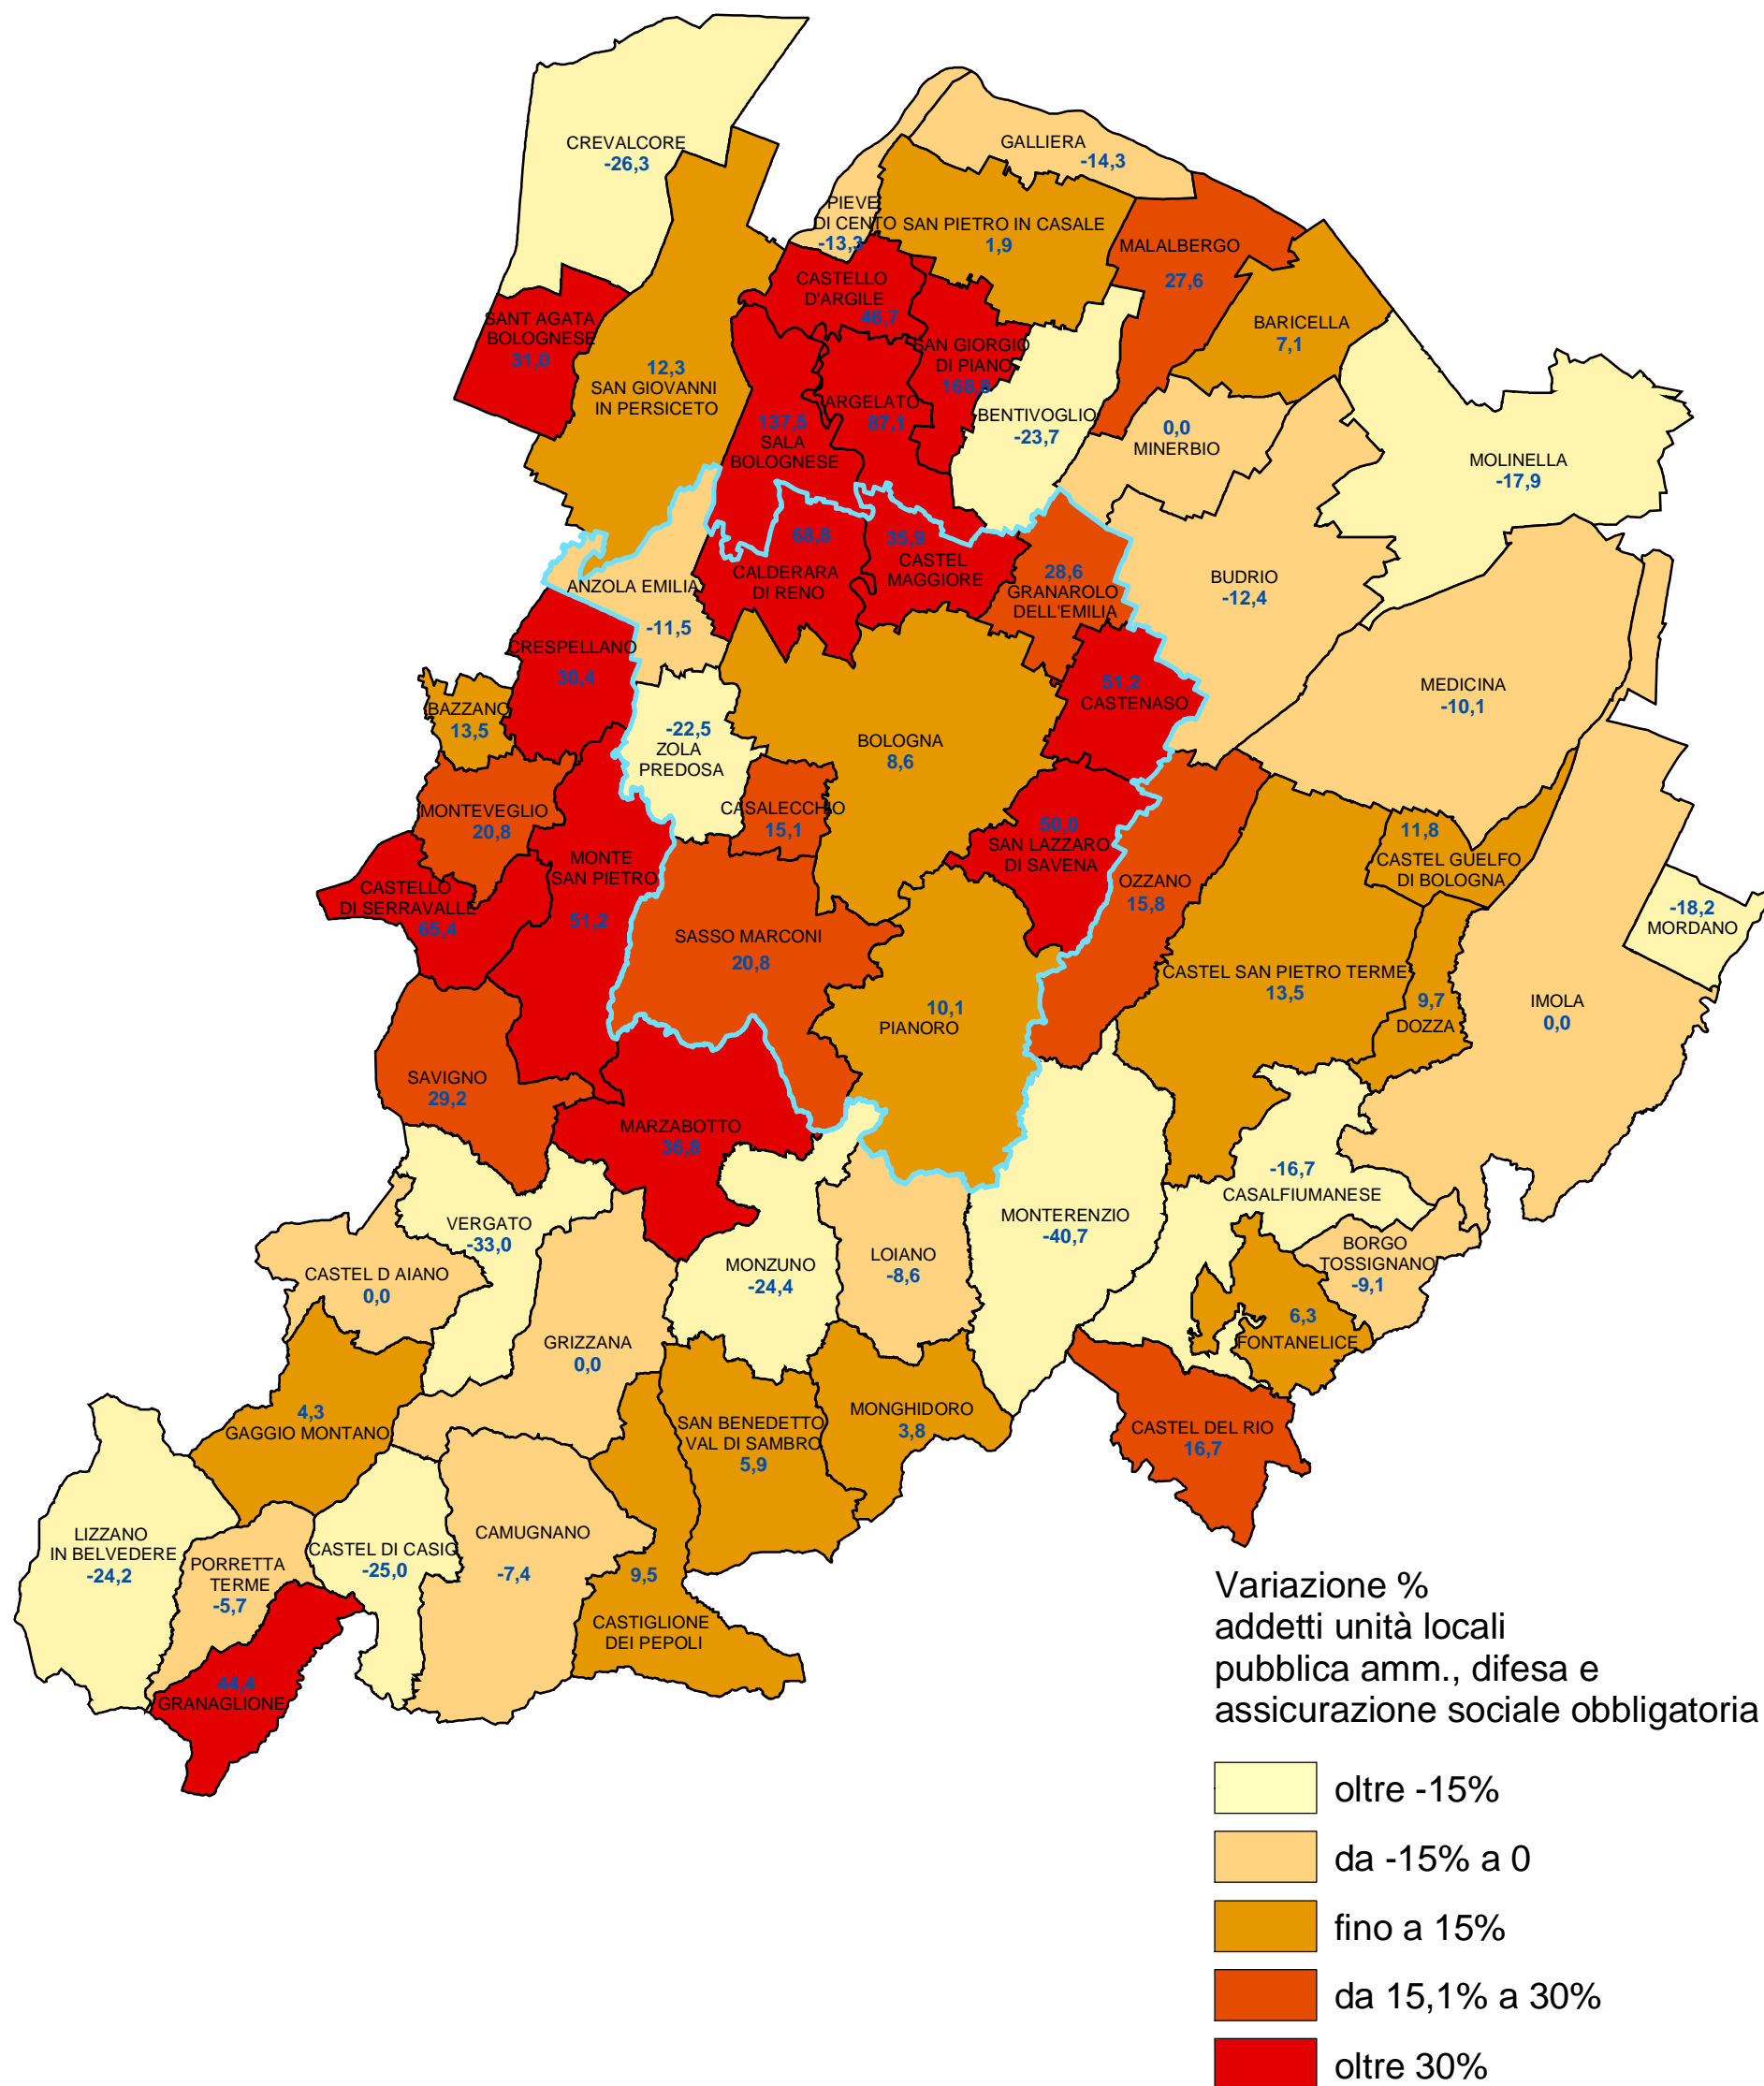 CREVALCORE
-26,3
GALLIERA
-14,3
PIEVE
DI CENTO
-13,3
SAN PIETRO IN CASALE
1,9
MALALBERGO
27,6
CASTELLO
D'ARGILE
46,7
SANT AGATA
BOLOGNESE
31,0
BARICELLA
7,1
SAN GIORGIO
DI PIANO
168,8
12,3
SAN GIOVANNI
IN PERSICETO
ARGELATO
87,1
BENTIVOGLIO
-23,7
137,5
SALA
BOLOGNESE
0,0
MINERBIO
MOLINELLA
-17,9
68,8
CALDERARA
DI RENO
35,9
CASTEL
MAGGIORE
ANZOLA EMILIA
-11,5
28,6
GRANAROLO
DELL'EMILIA
BUDRIO
-12,4
CRESPELLANO
30,4
51,2
CASTENASO
MEDICINA
-10,1
BAZZANO
13,5
-22,5
ZOLA
PREDOSA
BOLOGNA
8,6
MONTEVEGLIO
20,8
CASALECCHIO
15,1
50,0
SAN LAZZARO
DI SAVENA
11,8
CASTEL GUELFO
DI BOLOGNA
MONTE
SAN PIETRO
51,2
CASTELLO
DI SERRAVALLE
65,4
OZZANO
15,8
-18,2
MORDANO
SASSO MARCONI
20,8
CASTEL SAN PIETRO TERME
13,5
10,1
PIANORO
9,7
DOZZA
IMOLA
0,0
SAVIGNO
29,2
MARZABOTTO
36,8
-16,7
CASALFIUMANESE
VERGATO
-33,0
MONTERENZIO
-40,7
BORGO
TOSSIGNANO
-9,1
LOIANO
-8,6
MONZUNO
-24,4
CASTEL D AIANO
0,0
6,3
FONTANELICE
GRIZZANA
0,0
4,3
GAGGIO MONTANO
SAN BENEDETTO
VAL DI SAMBRO
5,9
MONGHIDORO
3,8
CASTEL DEL RIO
16,7
LIZZANO
IN BELVEDERE
-24,2
CASTEL DI CASIO
-25,0
CAMUGNANO
-7,4
PORRETTA
TERME
-5,7
9,5
CASTIGLIONE
DEI PEPOLI
44,4
GRANAGLIONE
Variazione %
addetti unità locali
pubblica amm., difesa e
assicurazione sociale obbligatoria
oltre -15%
da -15% a 0
fino a 15%
da 15,1% a 30%
oltre 30%